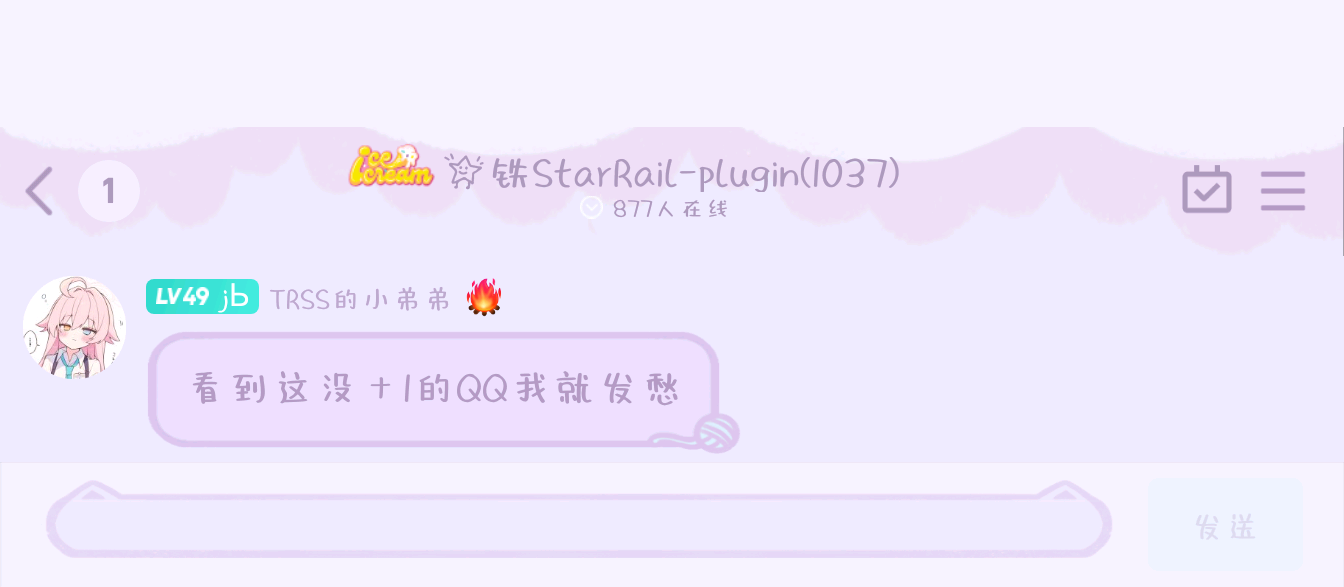 1
ice cream 铁StarRail-plugin(1037)
877人在线
LV49 jb TRSS的小弟弟
看到这没+1的QQ我就发愁
发送